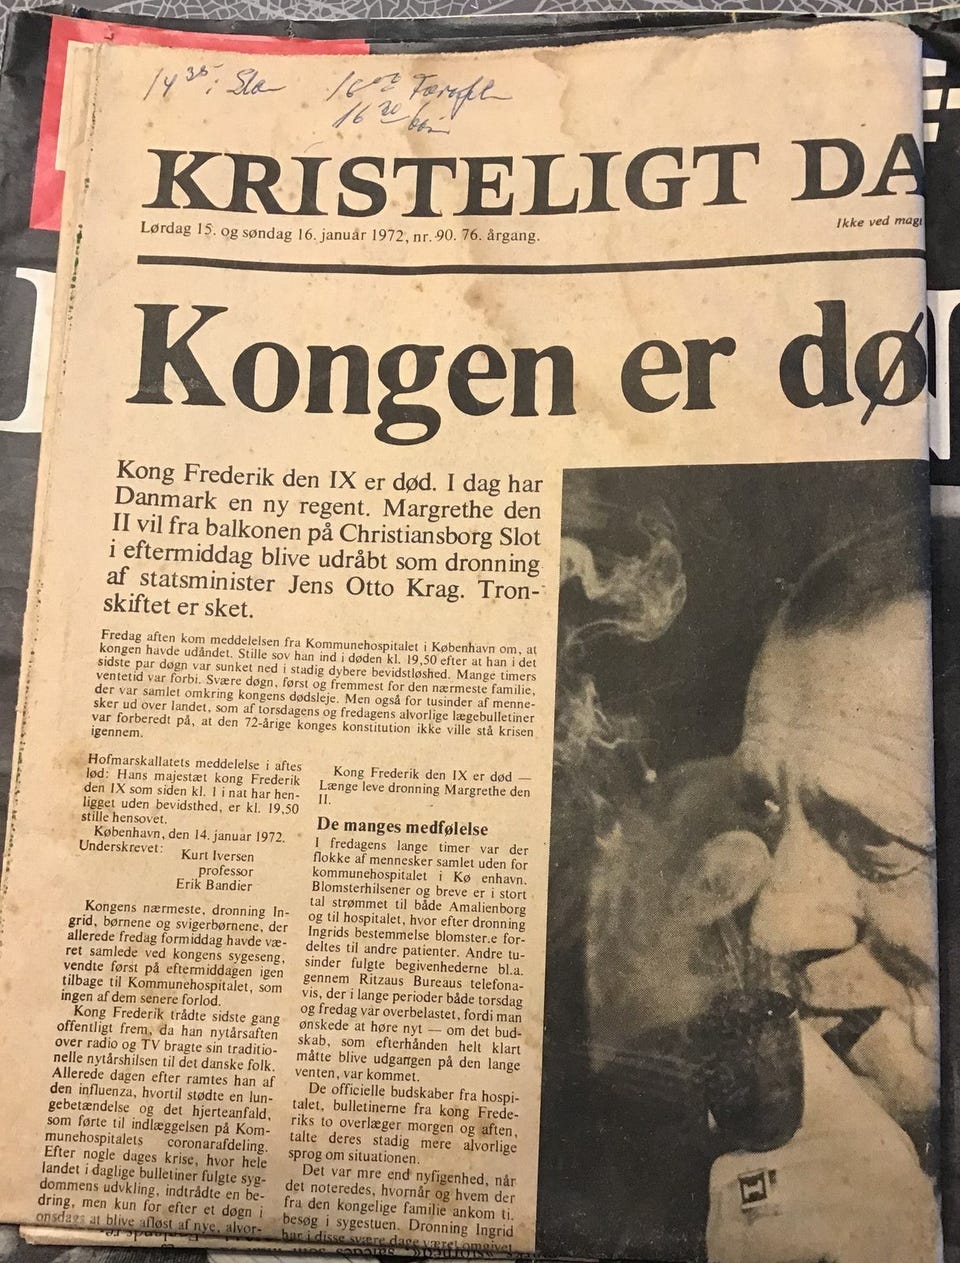 14 35
16 00
16 20
KRISTELIGT DA
Ikke ved mag
Lørdag 15. og søndag 16. januar 1972, nr. 90. 76. årgang.
Kongen er dø
Kong Frederik den IX er død. I dag har
Danmark en ny regent. Margrethe den
II vil fra balkonen på Christiansborg Slot
i eftermiddag blive udråbt som dronning
af statsminister Jens Otto Krag. Tron-
skiftet er sket.
Fredag aften kom meddelelsen fra Kommunehospitalet i København om, at
kongen havde udåndet. Stille sov han ind i døden kl. 19,50 efter at han i det
sidste par døgn var sunket ned i stadig dybere bevidstløshed. Mange timers
ventetid var forbi. Svære døgn, først og fremmest for den nærmeste familie,
der var samlet omkring kongens dødsleje. Men også for tusinder af menne-
sker ud over landet, som af torsdagens og fredagens alvorlige lægebulletiner
var forberedt på, at den 72-årige konges konstitution ikke ville stå krisen
igennem.
Hofmarskallatets meddelelse i aftes
lød: Hans majestæt kong Frederik
den IX som siden kl. 1 i nat har hen-
ligget uden bevidsthed, er kl. 19,50
stille hensovet.
København, den 14. januar 1972.
Underskrevet:
Kurt Iversen
professor
Erik Bandier
Kongens nærmeste, dronning In-
grid, børnene og svigerbørnene, der
allerede fredag formiddag havde væ-
ret samlede ved kongens sygeseng,
vendte først på eftermiddagen igen
tilbage til Kommunehospitalet, som
ingen af dem senere forlod.
Kong Frederik trådte sidste gang
offentligt frem, da han nytårsaften
over radio og TV bragte sin traditio-
nelle nytårshilsen til det danske folk.
Allerede dagen efter ramtes han af
den influenza, hvortil stødte en lun-
gebetændelse og det hjerteanfald,
som førte til indlæggelsen på Kom-
munehospitalets coronarafdeling.
Efter nogle dages krise, hvor hele
landet i daglige bulletiner fulgte syg-
dommens udvkling, indtrådte en be-
dring, men kun for efter et døgn i
onsdags at blive afløst af nye, alvor-
Kong Frederik den IX er død —
Længe leve dronning Margrethe den
II.
De manges medfølelse
I fredagens lange timer var der
flokke af mennesker samlet uden for
kommunehospitalet i Kø enhavn.
Blomsterhilsener og breve er i stort
tal strømmet til både Amalienborg
og til hospitalet, hvor efter dronning
Ingrids bestemmelse blomster.e for-
deltes til andre patienter. Andre tu-
sinder fulgte begivenhederne bl.a.
gennem Ritzaus Bureaus telefona-
vis, der i lange perioder både torsdag
og fredag var overbelastet, fordi man
ønskede at høre nyt — om det bud-
skab, som efterhånden helt klart
måtte blive udgangen på den lange
venten, var kommet.
De officielle budskaber fra hospi-
talet, bulletinerne fra kong Frede-
riks to overlæger morgen og aften,
talte deres stadig mere alvorlige
sprog om situationen.
Det var mre end nyfigenhed, når
det noteredes, hvornår og hvem der
fra den kongelige familie ankom ti.
besøg i sygestuen. Dronning Ingrid
har i disse svære dage været omgivet